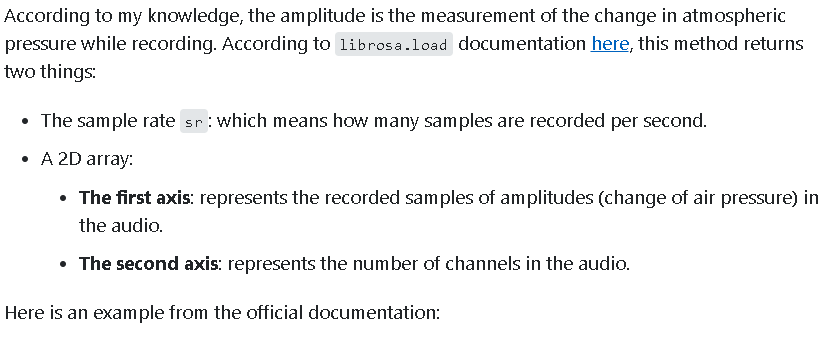 According to my knowledge, the amplitude is the measurement of the change in atmospheric
pressure while recording. According to librosa.load documentation here, this method returns
two things:
• The sample rate sr: which means how many samples are recorded per second.
• A 2D array:
• The first axis: represents the recorded samples of amplitudes (change of air pressure) in
the audio.
• The second axis: represents the number of channels in the audio.
Here is an example from the official documentation: